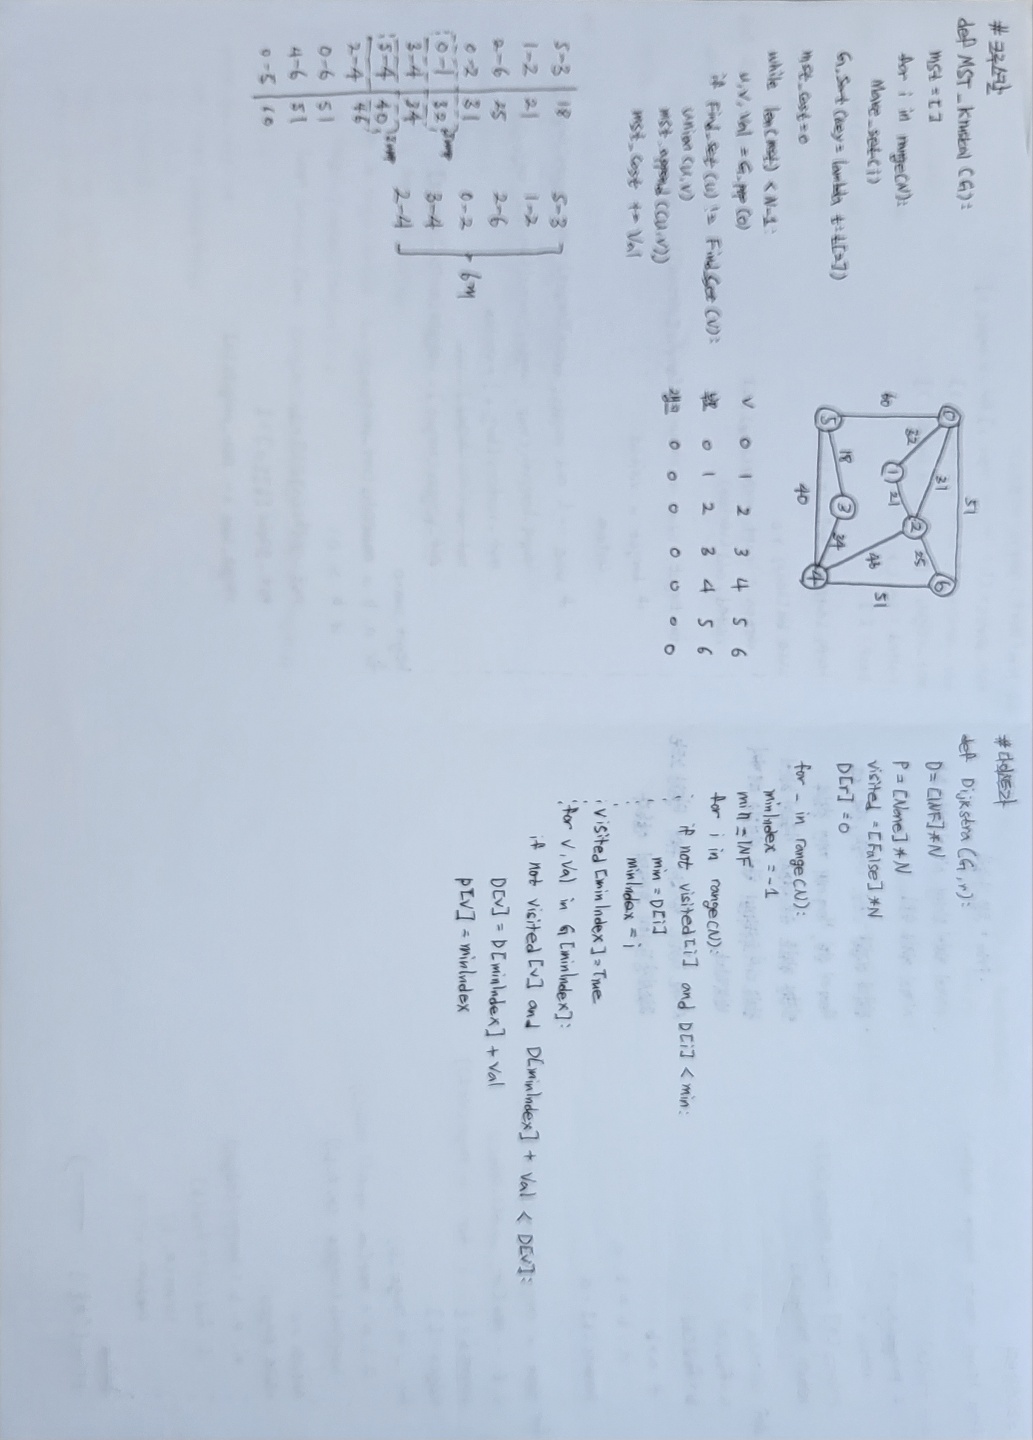 # 크루스칼
def MST_Kruskal (G):
mst = []
for i in range(N):
Make_set(i)
G.sort (key = lambda t: t[2])
mst_cost = 0
while len(mst) < N-1:
u, v, val = G.pop(0)
if Find_set(u) != Find_set(v):
union(u,v)
mst.append((u,v))
mst_cost += val
51
0
6
31
25
32
2
1
21
60
46
51
18
3
34
5
4
40
V 0 1 2 3 4 5 6
부모 0 1 2 3 4 5 6
랭크 0 0 0 0 0 0 0
5-3 18
1-2 21
2-6 25
0-2 31
0-1 32 Jump
3-4 34
5-4 40 Jump
2-4 46
0-6 51
4-6 51
0-5 60
5-3
1-2
2-6
0-2
3-4
2-4
6개
# 다익스트라
def Dijkstra (G,r):
D = [INF]*N
P = [None]*N
visited = [False]*N
D[r] = 0
for _ in range(N):
minIndex = -1
min = INF
for i in range(N):
if not visited[i] and D[i] < min:
min = D[i]
minIndex = i
visited [minIndex] = True
for v, val in G [minIndex]:
if not visited [v] and D[minIndex] + val < D[v]:
D[v] = D[minIndex] + val
P[v] = minIndex